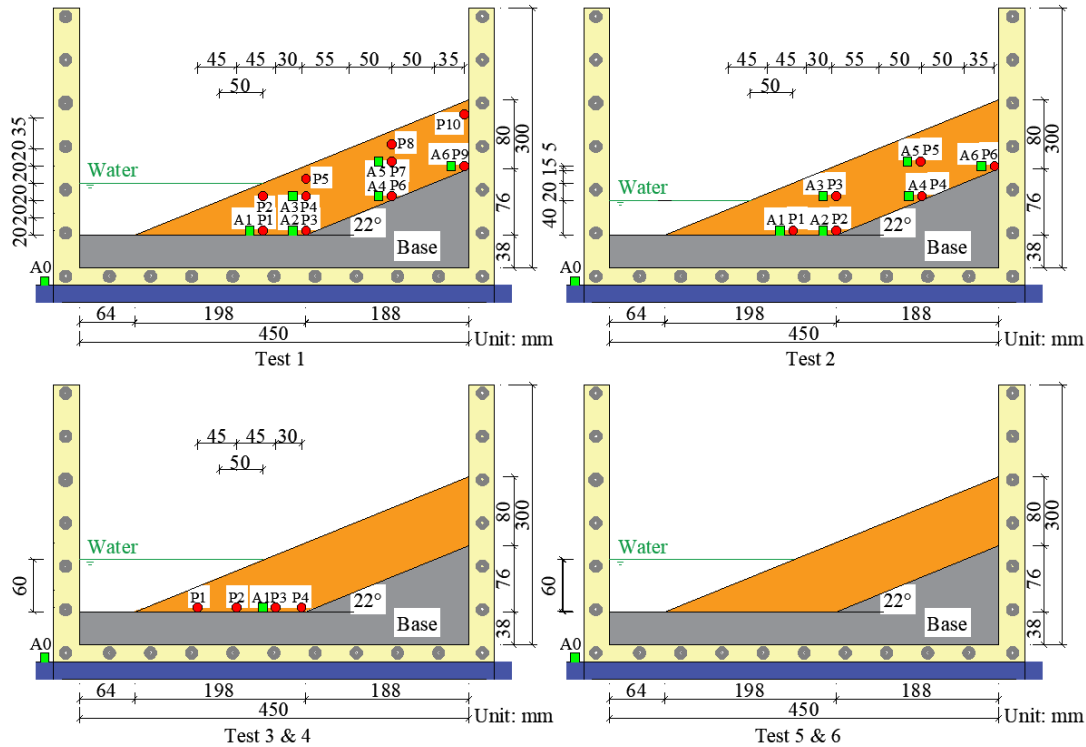 45 45 30 55 50 50 35
50
P10
35
20
20
20
20
20
80
300
P8
A5 P7
A6 P9
Water
P5
A4 P6
P2 A3 P4
A1 P1 A2 P3
22°
76
Base
38
A0
64 198 188
450
Unit: mm
Test 1
45 45 30 55 50 50 35
50
15 5
20
40
80
300
A5 P5
A6 P6
Water
A3 P3
A4 P4
A1 P1 A2 P2
22°
76
Base
38
A0
64 198 188
450
Unit: mm
Test 2
45 45 30
50
80
300
Water
60
P1 P2 A1 P3 P4
22°
76
Base
38
A0
64 198 188
450
Unit: mm
Test 3 & 4
80
300
Water
60
22°
76
Base
38
A0
64 198 188
450
Unit: mm
Test 5 & 6